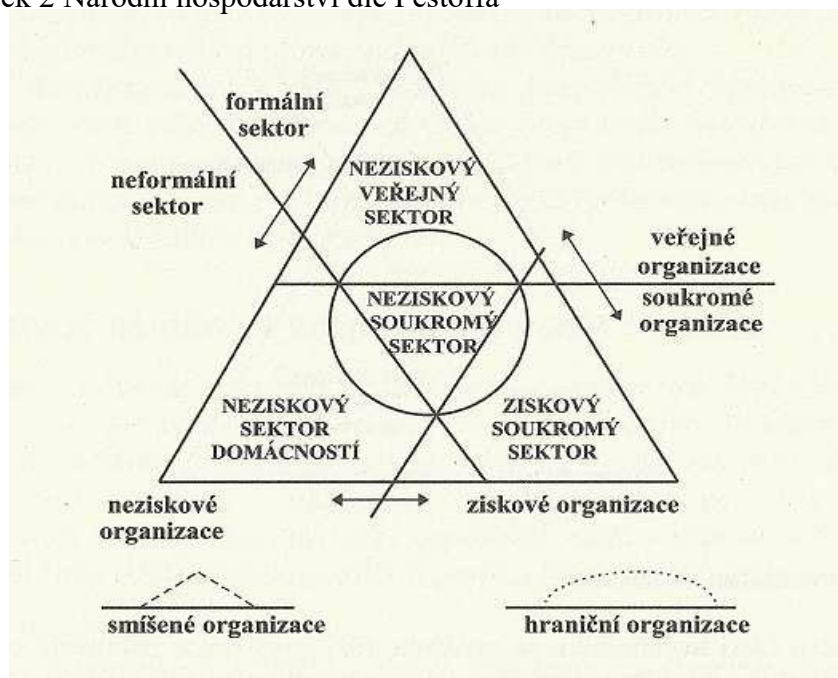 ek 2 Národní hospodářství dle Pestoffa
formální
sektor
neformální
sektor
NEZISKOVÝ
VEŘEJNÝ
SEKTOR
veřejné
organizace
soukromé
organizace
NEZISKOVÝ
SOUKROMÝ
SEKTOR
NEZISKOVÝ
SEKTOR
DOMÁCNOSTÍ
ZISKOVÝ
SOUKROMÝ
SEKTOR
neziskové
organizace
ziskové organizace
smíšené organizace
hraniční organizace